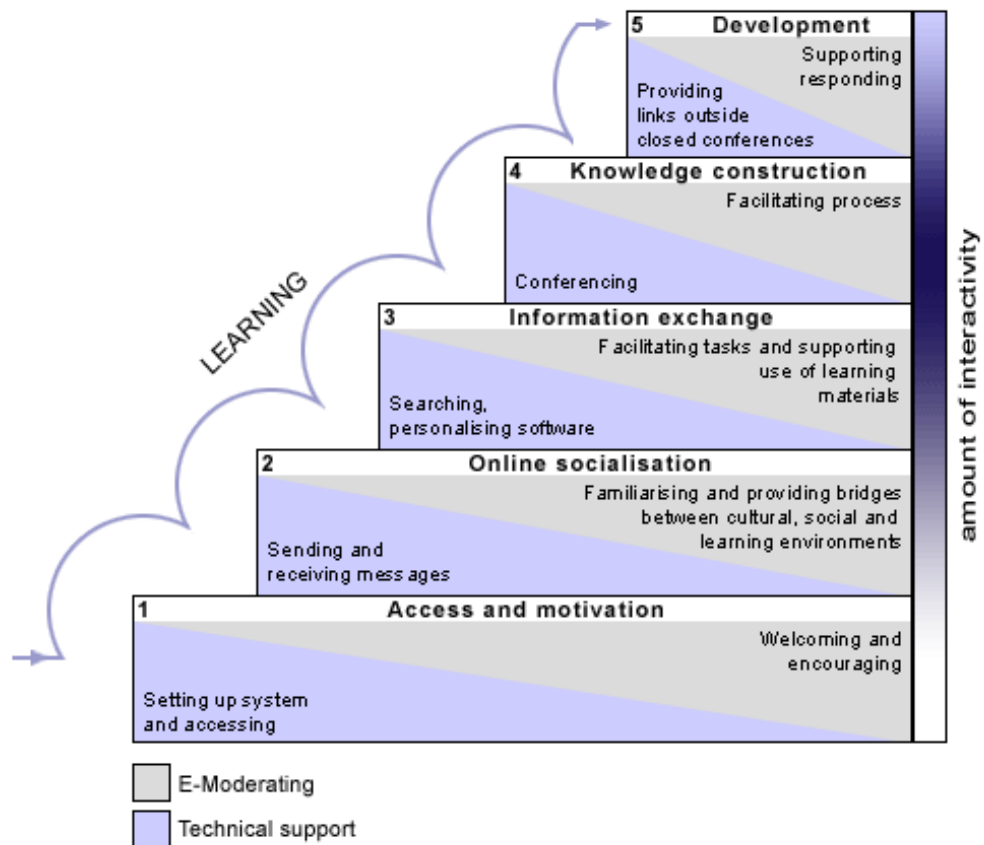 5 Development
Supporting
responding
Providing
links outside
closed conferences
4 Knowledge construction
Facilitating process
Conferencing
3 Information exchange
Facilitating tasks and supporting
use of learning
materials
Searching,
personalising software
2 Online socialisation
Familiarising and providing bridges
between cultural, social and
learning environments
Sending and
receiving messages
1 Access and motivation
Welcoming and
encouraging
Setting up system
and accessing
LEARNING
amount of interactivity
E-Moderating
Technical support